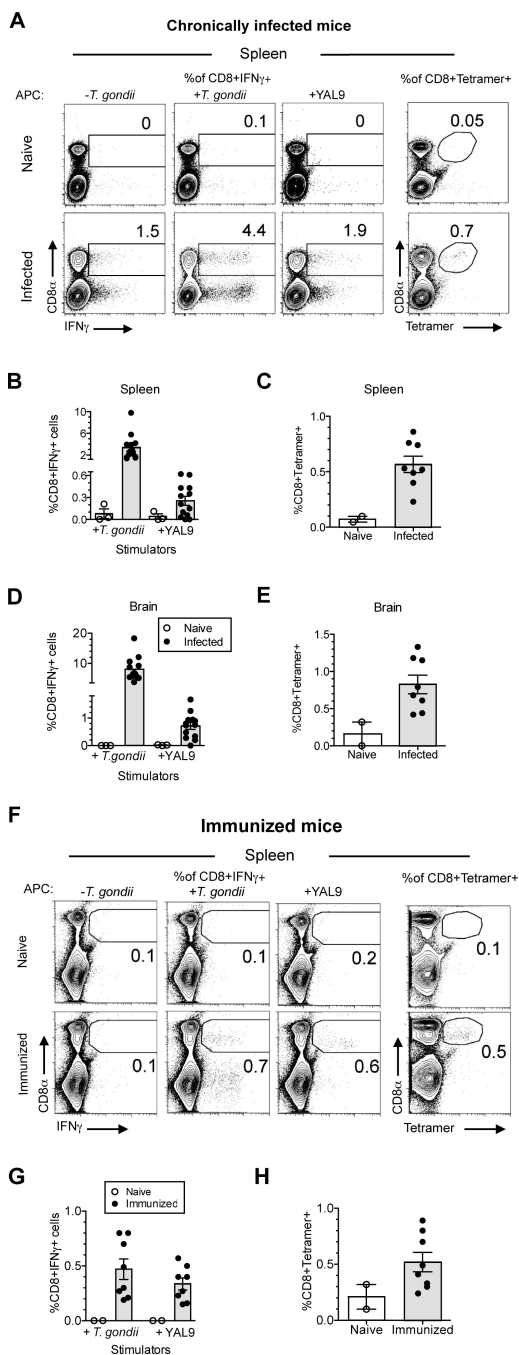 A
Chronically infected mice
Spleen
% of CD8+IFNγ+
% of CD8+Tetramer+
APC:
-T. gondii
+T. gondii
+YAL9
Naive
0
0.1
0
0.05
Infected
1.5
4.4
1.9
0.7
CD8α
CD8α
IFNγ
Tetramer
B
Spleen
%CD8+IFNγ+ cells
10
6
2
0.6
0.3
0.0
+T. gondii
+YAL9
Stimulators
C
Spleen
%CD8+Tetramer+
1.0
0.5
0.0
Naive
Infected
D
Brain
Naive
Infected
%CD8+IFNγ+ cells
20
10
1
0
+ T.gondii
+YAL9
Stimulators
E
Brain
%CD8+Tetramer+
1.5
1.0
0.5
0.0
Naive
Infected
F
Immunized mice
Spleen
% of CD8+IFNγ+
% of CD8+Tetramer+
APC:
-T. gondii
+T. gondii
+YAL9
Naive
0.1
0.1
0.2
0.1
Immunized
0.1
0.7
0.6
0.5
CD8α
CD8α
IFNγ
Tetramer
G
Naive
Immunized
%CD8+IFNγ+ cells
1.0
0.5
0.0
+ T. gondii
+ YAL9
Stimulators
H
%CD8+Tetramer+
1.0
0.5
0.0
Naive
Immunized